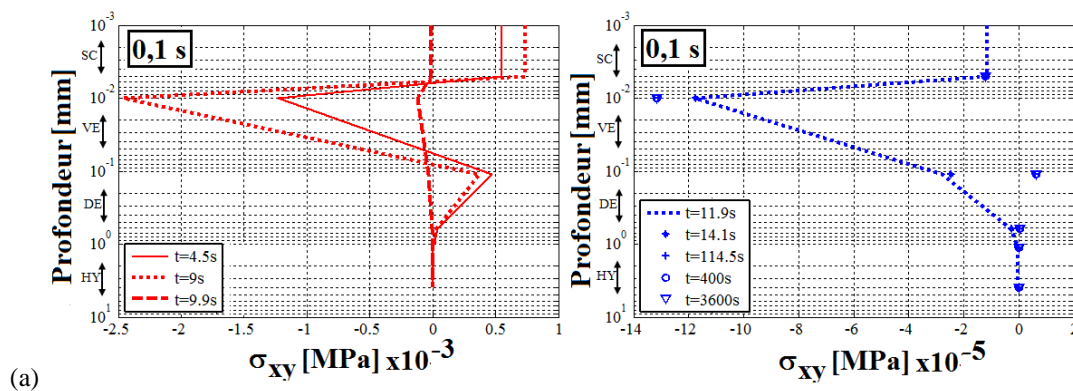 0,1 s
Profondeur [mm]
10-3
10-2
10-1
100
101
SC
VE
DE
HY
t=4.5s
t=9s
t=9.9s
-2.5 -2 -1.5 -1 -0.5 0 0.5 1
σxy [MPa] x10-3
0,1 s
Profondeur [mm]
10-3
10-2
10-1
100
101
SC
VE
DE
HY
t=11.9s
t=14.1s
t=114.5s
t=400s
t=3600s
-14 -12 -10 -8 -6 -4 -2 0 2
σxy [MPa] x10-5
(a)